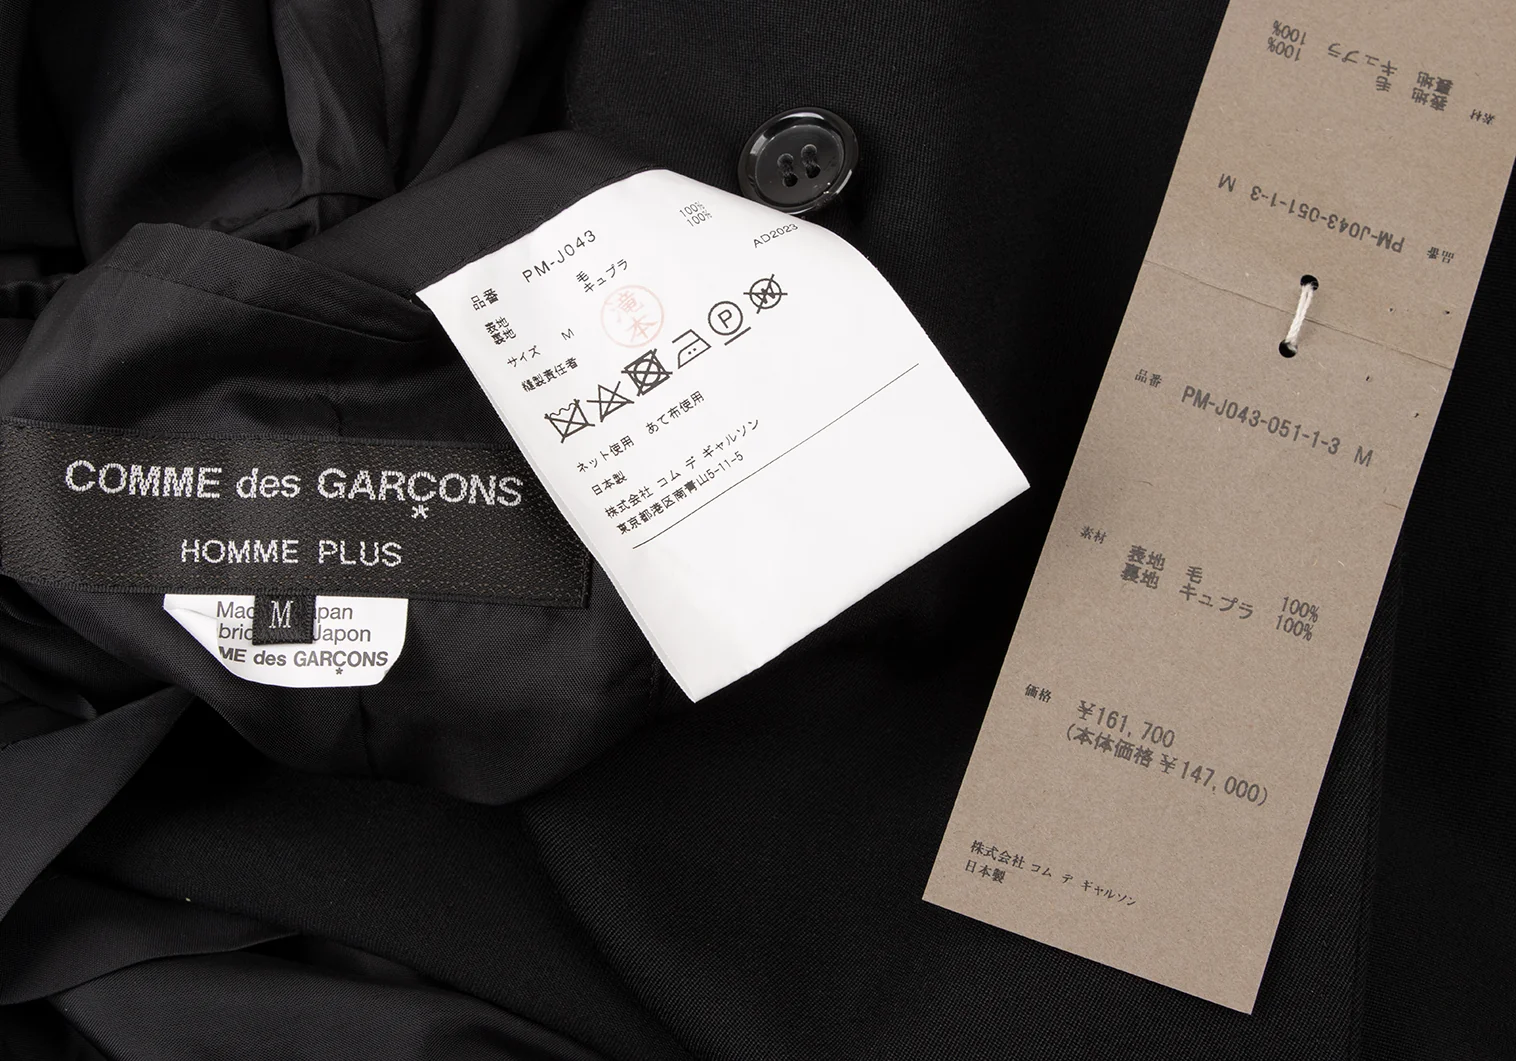 COMME des GARÇONS
*
HOMME PLUS
M
Mad apan
bric Japon
ME des GARÇONS
*
品番 PM-J043
表地 毛 100%
裏地 キュプラ 100%
AD2023
サイズ M
縫製責任者 滝本
P
W
ネット使用 あて布使用
日本製
株式会社 コム デ ギャルソン
東京都港区南青山5-11-5
素材
表地 毛 100%
裏地 キュプラ 100%
品番 PM-J043-051-1-3 M
品番 PM-J043-051-1-3 M
素材
表地 毛 100%
裏地 キュプラ 100%
価格 ¥161,700
(本体価格 ¥147,000)
株式会社 コム デ ギャルソン
日本製